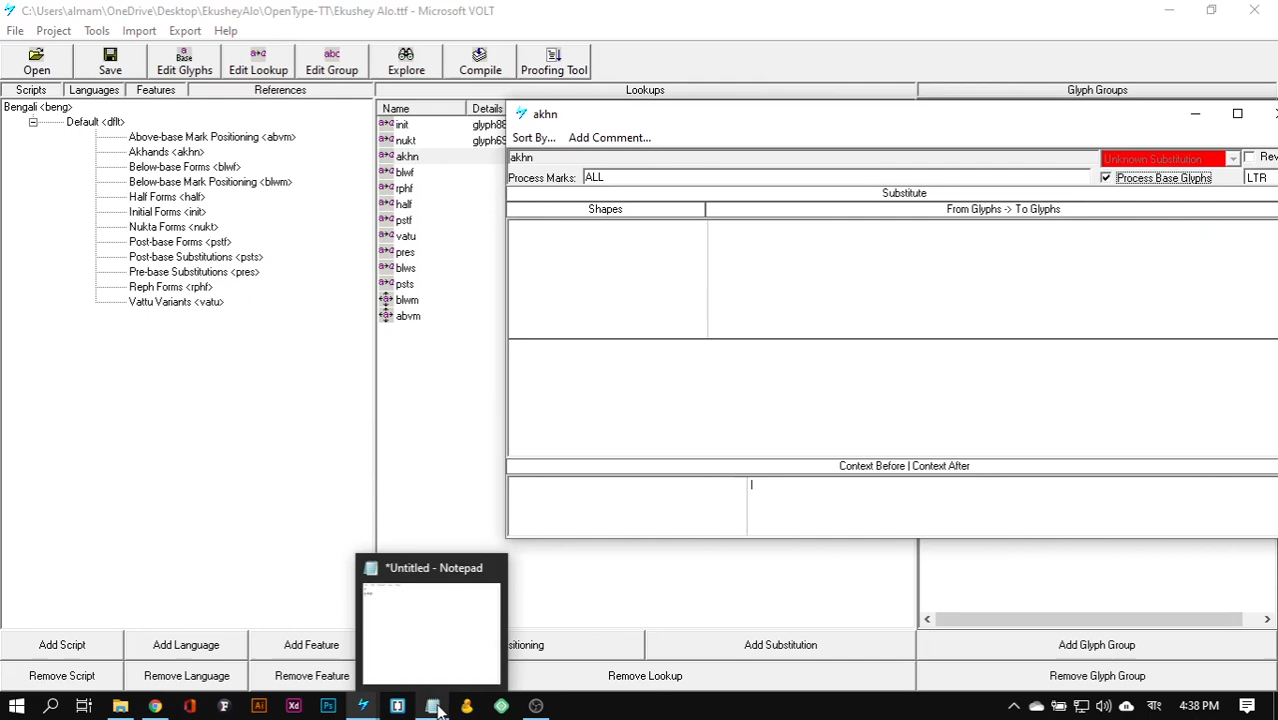 C:\Users\almam\OneDrive\Desktop\EkusheyAlo\OpenType-TT\Ekushey Alo.ttf - Microsoft VOLT
File Project Tools Import Export Help
Open Save Edit Glyphs Edit Lookup Edit Group Explore Compile Proofing Tool
Scripts Languages Features References Lookups Glyph Groups
Bengali <beng>
Default <dflt>
Above-base Mark Positioning <abvm>
Akhands <akhn>
Below-base Forms <blwf>
Below-base Mark Positioning <blwm>
Half Forms <half>
Initial Forms <init>
Nukta Forms <nukt>
Post-base Forms <pstf>
Post-base Substitutions <psts>
Pre-base Substitutions <pres>
Reph Forms <rphf>
Vattu Variants <vatu>
Name Details
init glyph88
nukt glyph69
akhn
blwf
rphf
half
pstf
vatu
pres
blws
psts
blwm
abvm
akhn
Sort By... Add Comment...
akhn Unknown Substitution Rev
Process Marks: ALL Process Base Glyphs LTR
Substitute
Shapes From Glyphs -> To Glyphs
Context Before | Context After
*Untitled - Notepad
Add Script Add Language Add Feature sitioning Add Substitution Add Glyph Group
Remove Script Remove Language Remove Feature Remove Lookup Remove Glyph Group
বাং 4:38 PM